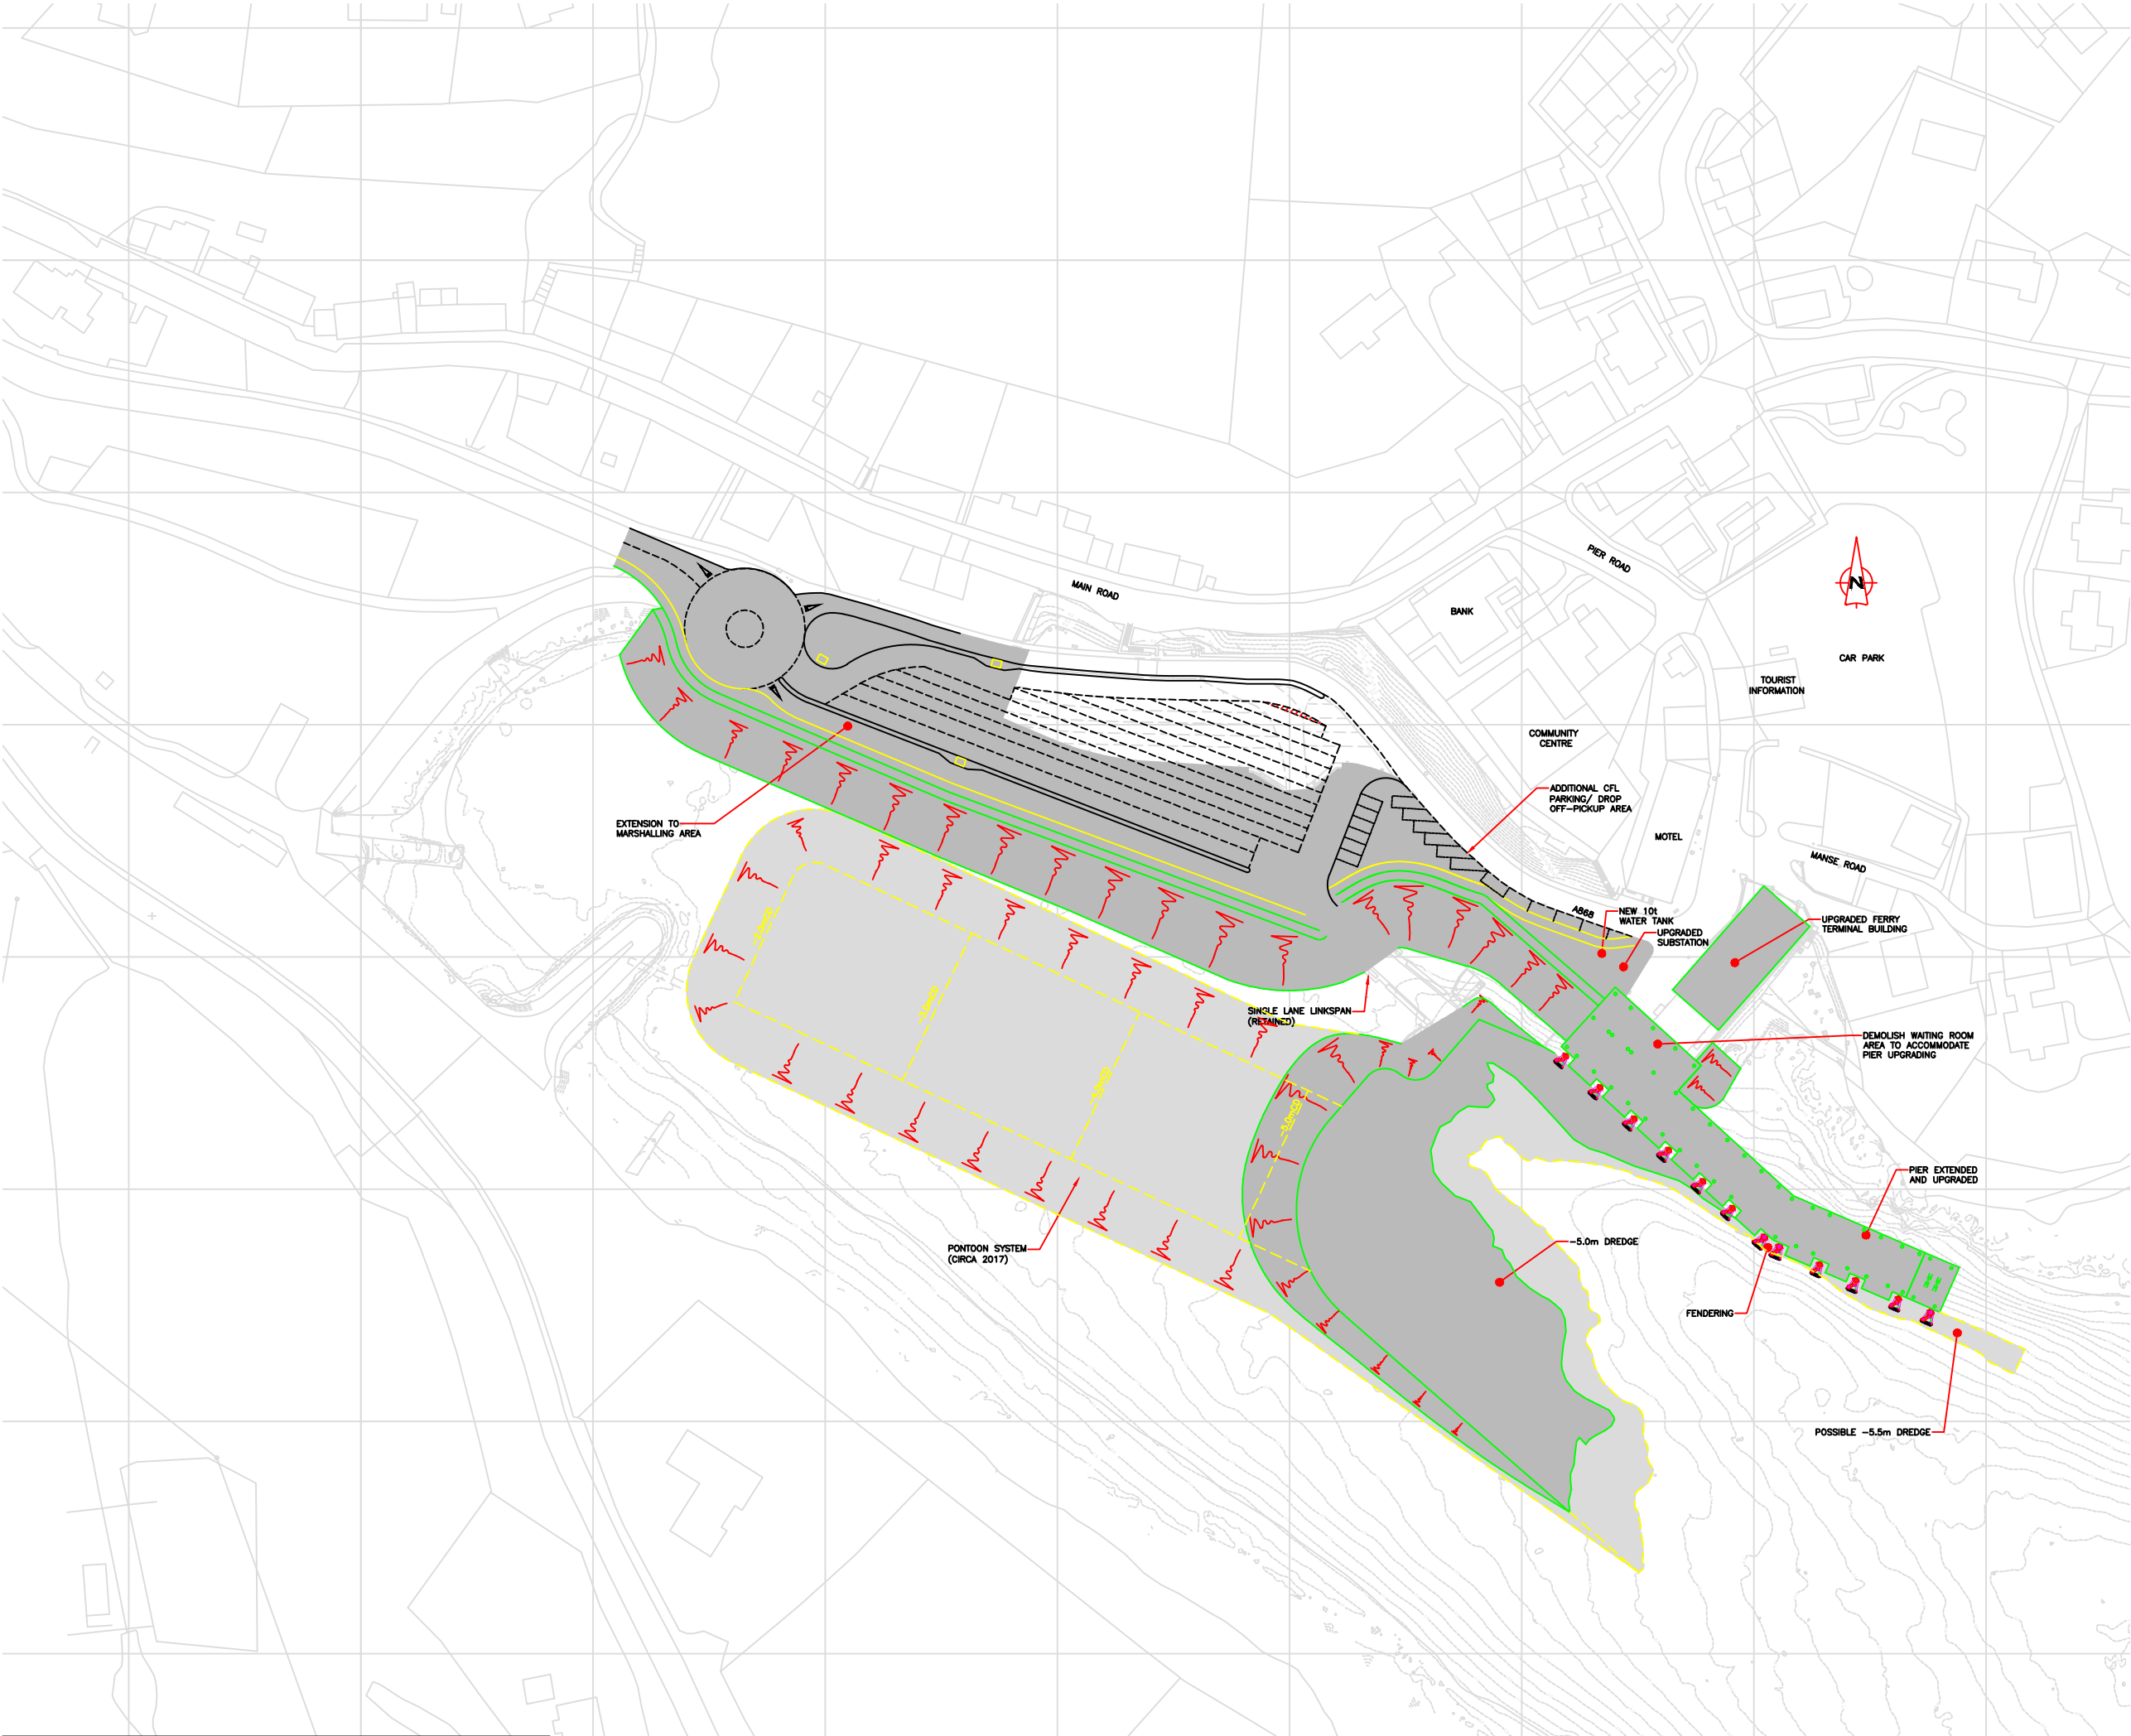 PIER ROAD
MAIN ROAD
BANK
CAR PARK
TOURIST
INFORMATION
COMMUNITY
CENTRE
ADDITIONAL CFL
PARKING/ DROP
OFF-PICKUP AREA
EXTENSION TO
MARSHALLING AREA
MOTEL
MANSE ROAD
A868
NEW 10t
WATER TANK
UPGRADED
SUBSTATION
UPGRADED FERRY
TERMINAL BUILDING
SINGLE LANE LINKSPAN
(RETAINED)
DEMOLISH WAITING ROOM
AREA TO ACCOMMODATE
PIER UPGRADING
PIER EXTENDED
AND UPGRADED
-5.0m DREDGE
PONTOON SYSTEM
(CIRCA 2017)
FENDERING
POSSIBLE -5.5m DREDGE
N
-5.0mCD